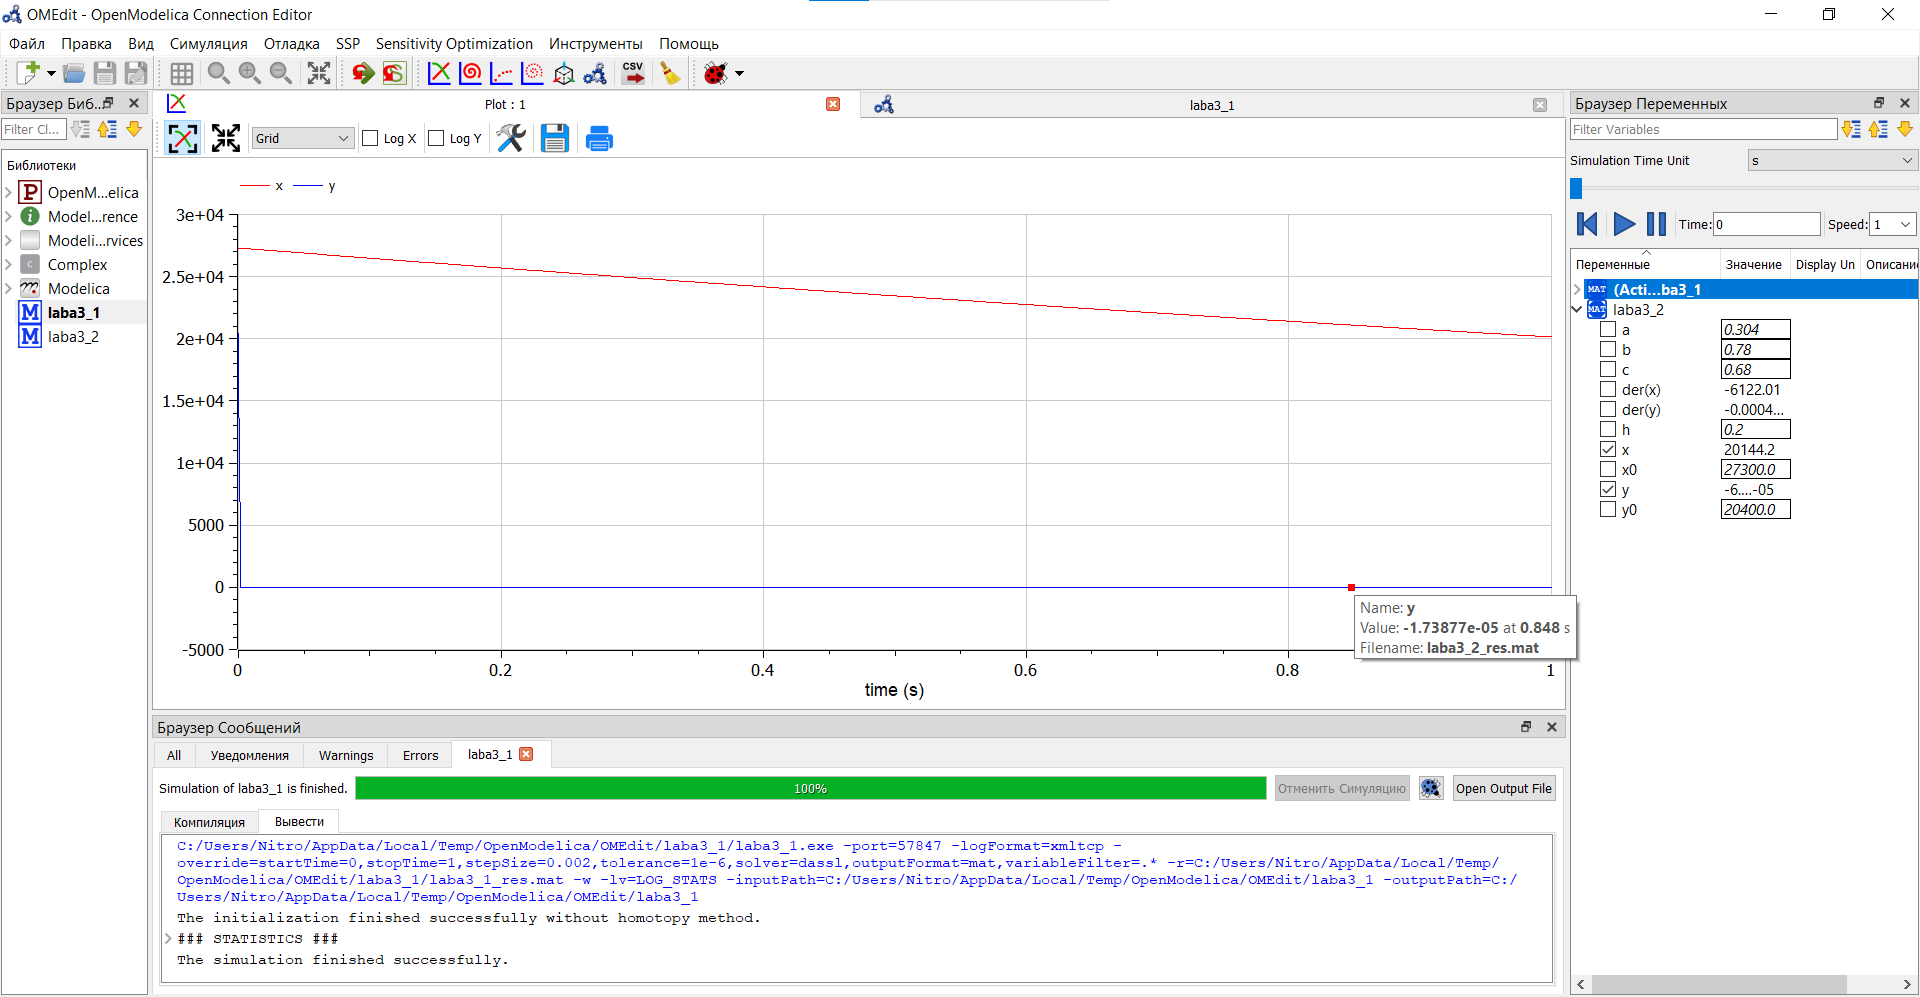 OMEdit - OpenModelica Connection Editor
Файл Правка Вид Симуляция Отладка SSP Sensitivity Optimization Инструменты Помощь
CSV
Браузер Биб..
Filter Cl...
Библиотеки
P OpenM...elica
i Model...rence
Modeli...rvices
c Complex
m Modelica
M laba3_1
M laba3_2
Plot : 1
laba3_1
Grid
Log X
Log Y
x
y
3e+04
2.5e+04
2e+04
1.5e+04
1e+04
5000
0
-5000
0 0.2 0.4 0.6 0.8 1
time (s)
Name: y
Value: -1.73877e-05 at 0.848 s
Filename: laba3_2_res.mat
Браузер Сообщений
All Уведомления Warnings Errors laba3_1
Simulation of laba3_1 is finished.
100%
Отменить Симуляцию
Open Output File
Компиляция Вывести
C:/Users/Nitro/AppData/Local/Temp/OpenModelica/OMEdit/laba3_1/laba3_1.exe -port=57847 -logFormat=xmltcp -
override=startTime=0,stopTime=1,stepSize=0.002,tolerance=1e-6,solver=dassl,outputFormat=mat,variableFilter=.* -r=C:/Users/Nitro/AppData/Local/Temp/
OpenModelica/OMEdit/laba3_1/laba3_1_res.mat -w -lv=LOG_STATS -inputPath=C:/Users/Nitro/AppData/Local/Temp/OpenModelica/OMEdit/laba3_1 -outputPath=C:/
Users/Nitro/AppData/Local/Temp/OpenModelica/OMEdit/laba3_1
The initialization finished successfully without homotopy method.
### STATISTICS ###
The simulation finished successfully.
Браузер Переменных
Filter Variables
Simulation Time Unit
s
Time: 0
Speed: 1
Переменные Значение Display Un Описание
MAT (Acti...ba3_1
MAT laba3_2
a 0.304
b 0.78
c 0.68
der(x) -6122.01
der(y) -0.0004...
h 0.2
x 20144.2
x0 27300.0
y -6....-05
y0 20400.0